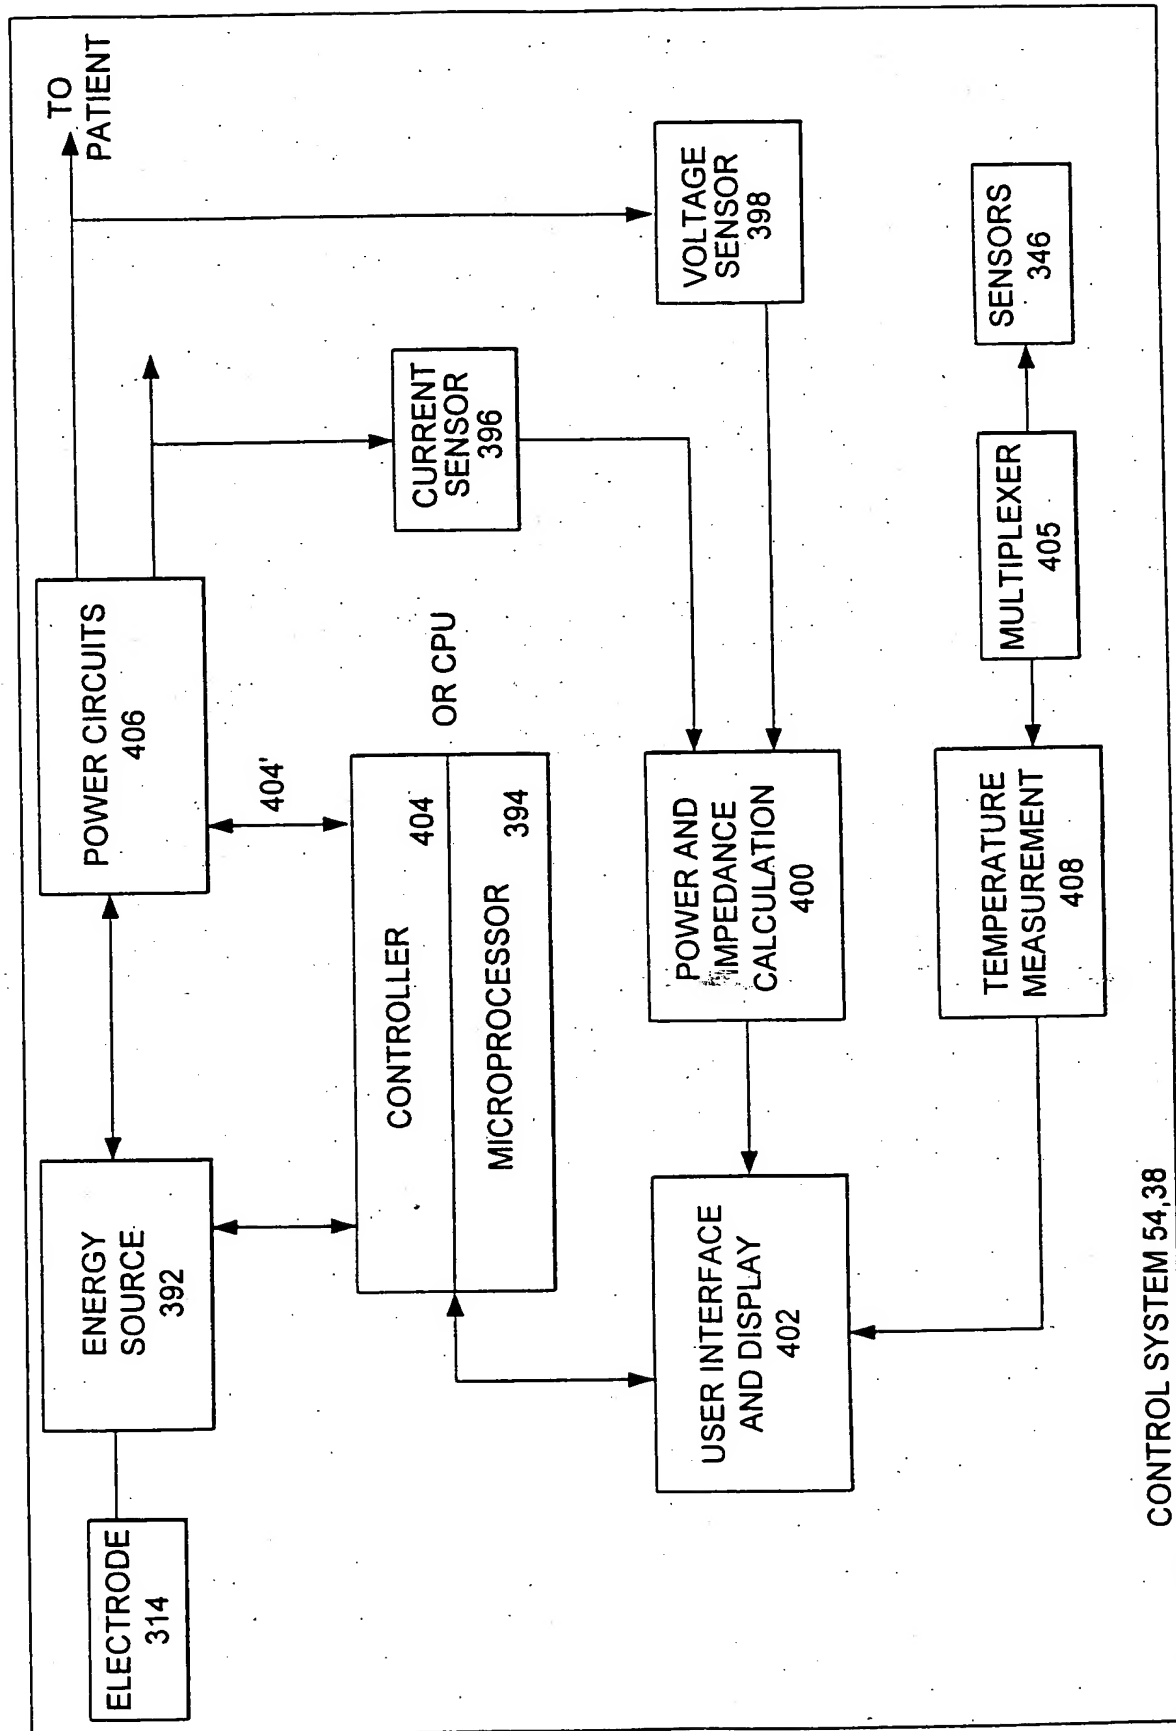 ELECTRODE
314
ENERGY
SOURCE
392
POWER CIRCUITS
406
TO
PATIENT
404'
CONTROLLER
404
MICROPROCESSOR
394
OR CPU
CURRENT
SENSOR
396
VOLTAGE
SENSOR
398
USER INTERFACE
AND DISPLAY
402
POWER AND
IMPEDANCE
CALCULATION
400
TEMPERATURE
MEASUREMENT
408
MULTIPLEXER
405
SENSORS
346
CONTROL SYSTEM 54,38